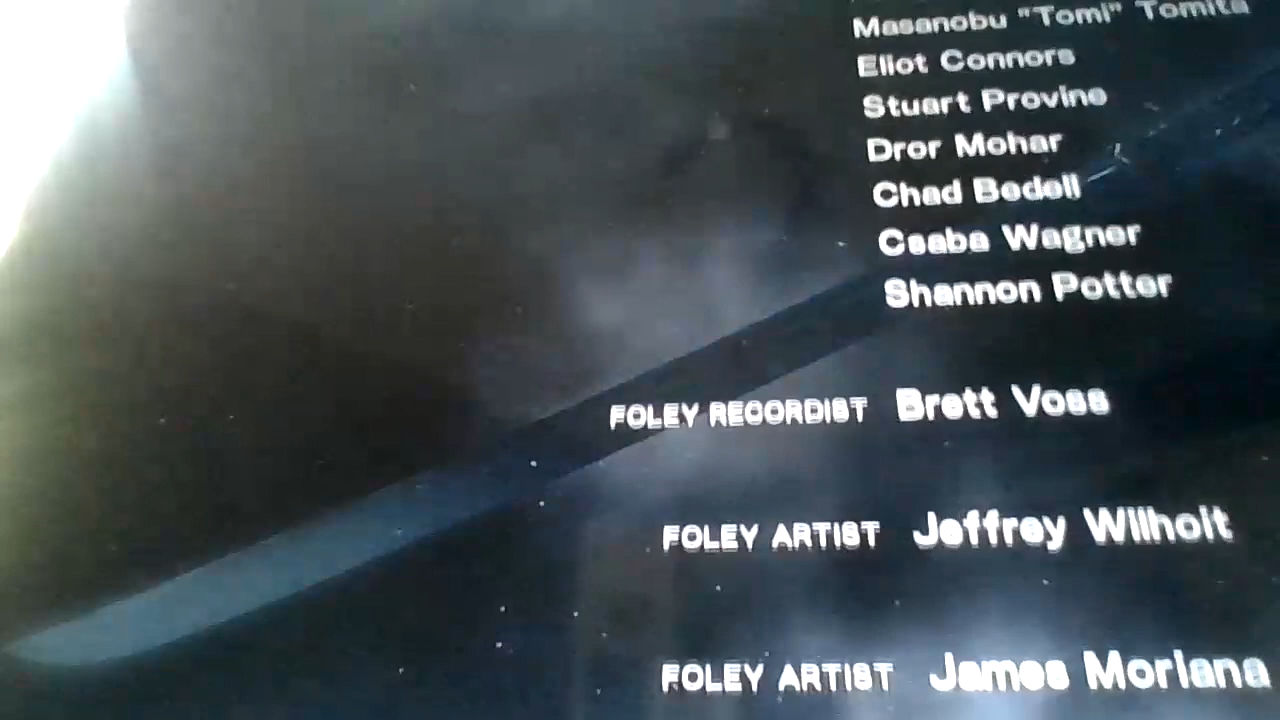 Masanobu "Tomi" Tomita
Eliot Connors
Stuart Provine
Dror Mohar
Chad Bedell
Csaba Wagner
Shannon Potter
FOLEY RECORDIST Brett Voss
FOLEY ARTIST Jeffrey Wilhoit
FOLEY ARTIST James Moriana